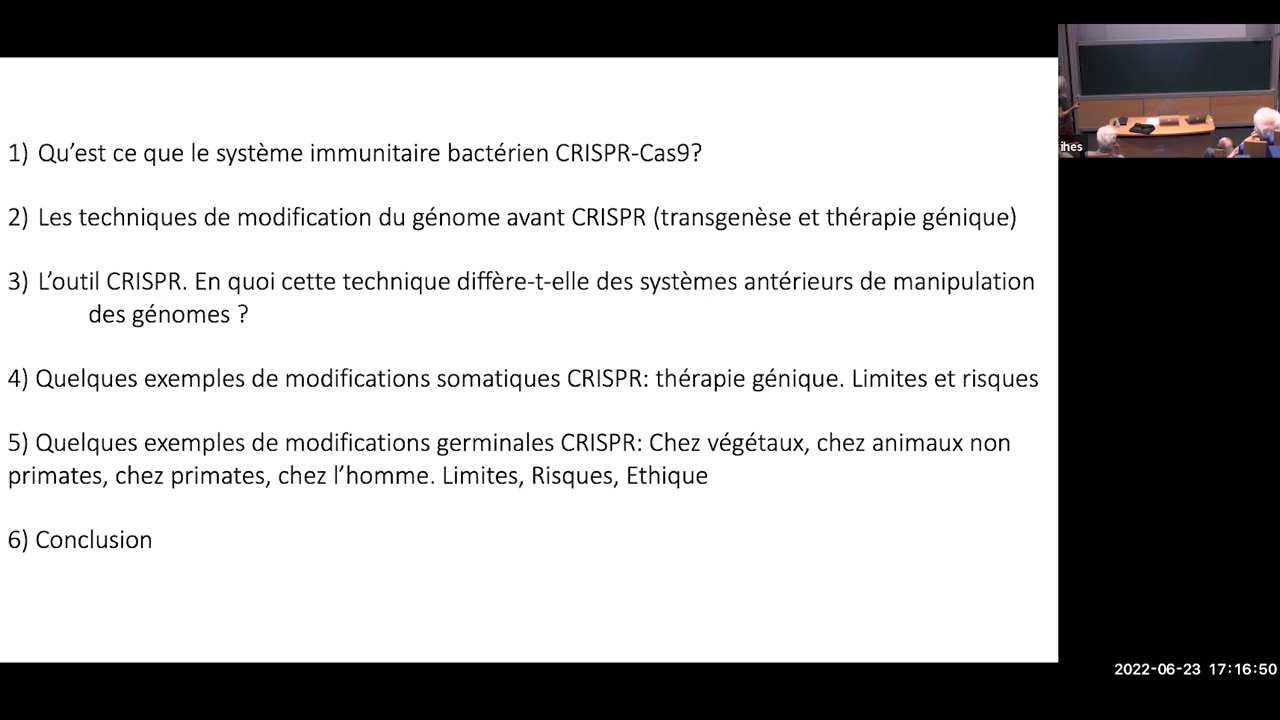 1) Qu’est ce que le système immunitaire bactérien CRISPR-Cas9?
2) Les techniques de modification du génome avant CRISPR (transgenèse et thérapie génique)
3) L’outil CRISPR. En quoi cette technique diffère-t-elle des systèmes antérieurs de manipulation
des génomes ?
4) Quelques exemples de modifications somatiques CRISPR: thérapie génique. Limites et risques
5) Quelques exemples de modifications germinales CRISPR: Chez végétaux, chez animaux non
primates, chez primates, chez l’homme. Limites, Risques, Ethique
6) Conclusion
ihes
2022-06-23 17:16:50